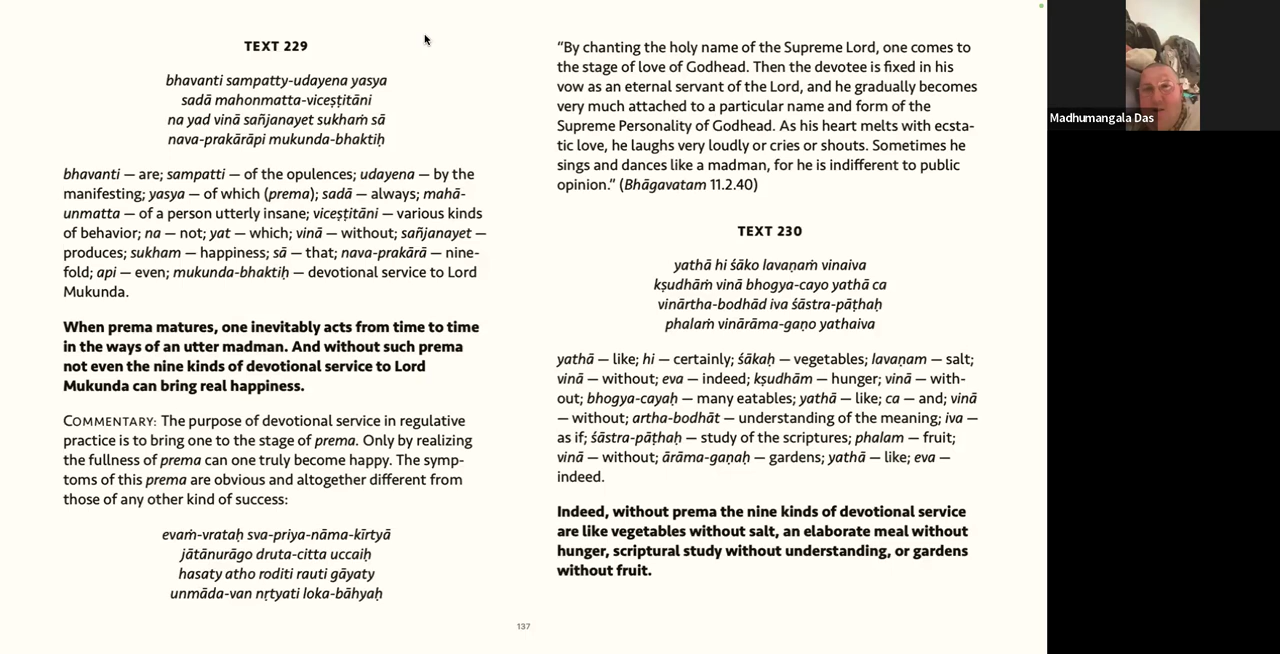 TEXT 229
bhavanti sampatty-udayena yasya
sadā mahonmatta-viceṣṭitāni
na yad vinā sañjanayet sukhaṁ sā
nava-prakārāpi mukunda-bhaktiḥ
bhavanti — are; sampatti — of the opulences; udayena — by the
manifesting; yasya — of which (prema); sadā — always; mahā-
unmatta — of a person utterly insane; viceṣṭitāni — various kinds
of behavior; na — not; yat — which; vinā — without; sañjanayet —
produces; sukham — happiness; sā — that; nava-prakārā — nine-
fold; api — even; mukunda-bhaktiḥ — devotional service to Lord
Mukunda.
When prema matures, one inevitably acts from time to time
in the ways of an utter madman. And without such prema
not even the nine kinds of devotional service to Lord
Mukunda can bring real happiness.
COMMENTARY: The purpose of devotional service in regulative
practice is to bring one to the stage of prema. Only by realizing
the fullness of prema can one truly become happy. The symp-
toms of this prema are obvious and altogether different from
those of any other kind of success:
evaṁ-vrataḥ sva-priya-nāma-kīrtyā
jātānurāgo druta-citta uccaiḥ
hasaty atho roditi rauti gāyaty
unmāda-van nṛtyati loka-bāhyaḥ
“By chanting the holy name of the Supreme Lord, one comes to
the stage of love of Godhead. Then the devotee is fixed in his
vow as an eternal servant of the Lord, and he gradually becomes
very much attached to a particular name and form of the
Supreme Personality of Godhead. As his heart melts with ecsta-
tic love, he laughs very loudly or cries or shouts. Sometimes he
sings and dances like a madman, for he is indifferent to public
opinion.” (Bhāgavatam 11.2.40)
TEXT 230
yathā hi śāko lavaṇaṁ vinaiva
kṣudhāṁ vinā bhogya-cayo yathā ca
vinārtha-bodhād iva śāstra-pāṭhaḥ
phalaṁ vinārāma-gaṇo yathaiva
yathā — like; hi — certainly; śākaḥ — vegetables; lavaṇam — salt;
vinā — without; eva — indeed; kṣudhām — hunger; vinā — with-
out; bhogya-cayaḥ — many eatables; yathā — like; ca — and; vinā
— without; artha-bodhāt — understanding of the meaning; iva —
as if; śāstra-pāṭhaḥ — study of the scriptures; phalam — fruit;
vinā — without; ārāma-gaṇaḥ — gardens; yathā — like; eva —
indeed.
Indeed, without prema the nine kinds of devotional service
are like vegetables without salt, an elaborate meal without
hunger, scriptural study without understanding, or gardens
without fruit.
137
Madhumangala Das